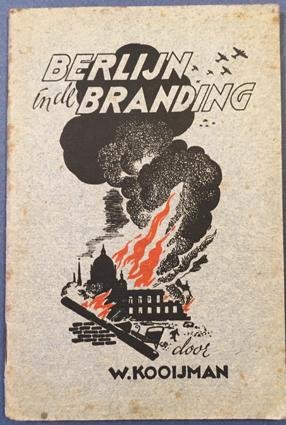 BERLIJN
in de BRANDING
door
W. KOOIJMAN